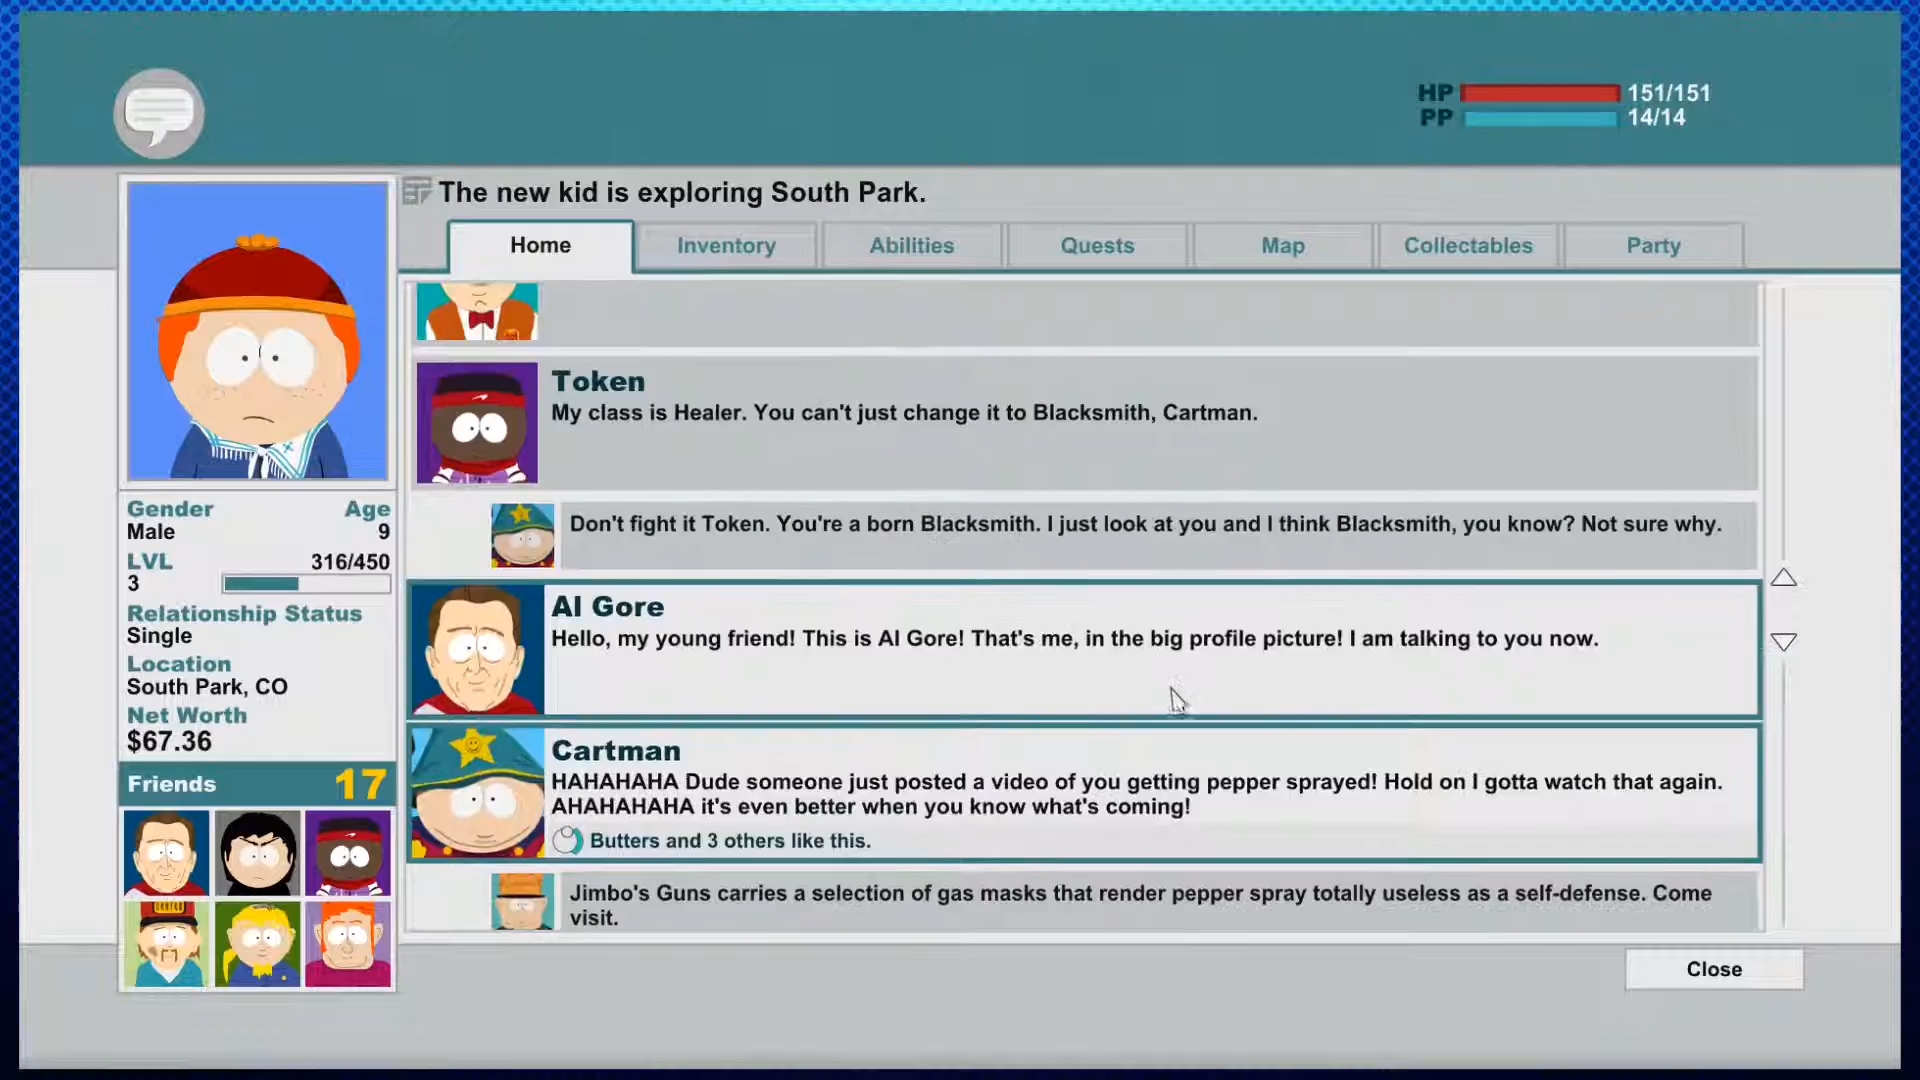 HP 151/151
PP 14/14
The new kid is exploring South Park.
Home Inventory Abilities Quests Map Collectables Party
Token
My class is Healer. You can't just change it to Blacksmith, Cartman.
Don't fight it Token. You're a born Blacksmith. I just look at you and I think Blacksmith, you know? Not sure why.
Al Gore
Hello, my young friend! This is Al Gore! That's me, in the big profile picture! I am talking to you now.
Cartman
HAHAHAHA Dude someone just posted a video of you getting pepper sprayed! Hold on I gotta watch that again.
AHAHAHAHA it's even better when you know what's coming!
Butters and 3 others like this.
Jimbo's Guns carries a selection of gas masks that render pepper spray totally useless as a self-defense. Come
visit.
Gender Age
Male 9
LVL 316/450
3
Relationship Status
Single
Location
South Park, CO
Net Worth
$67.36
Friends 17
Close